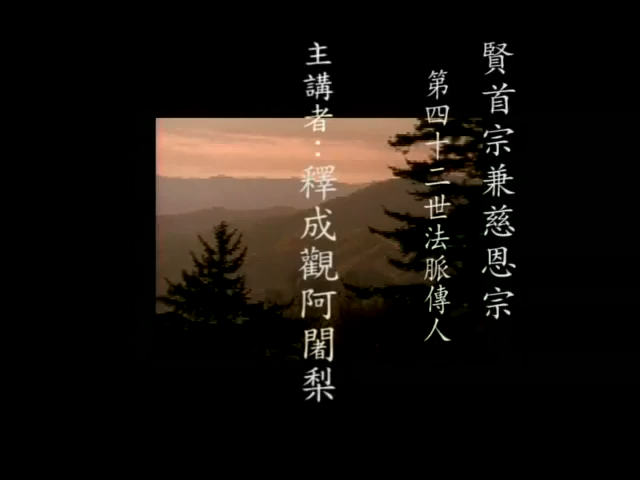 賢首宗兼慈恩宗
第四十二世法脈傳人
主講者：釋成觀阿闍梨